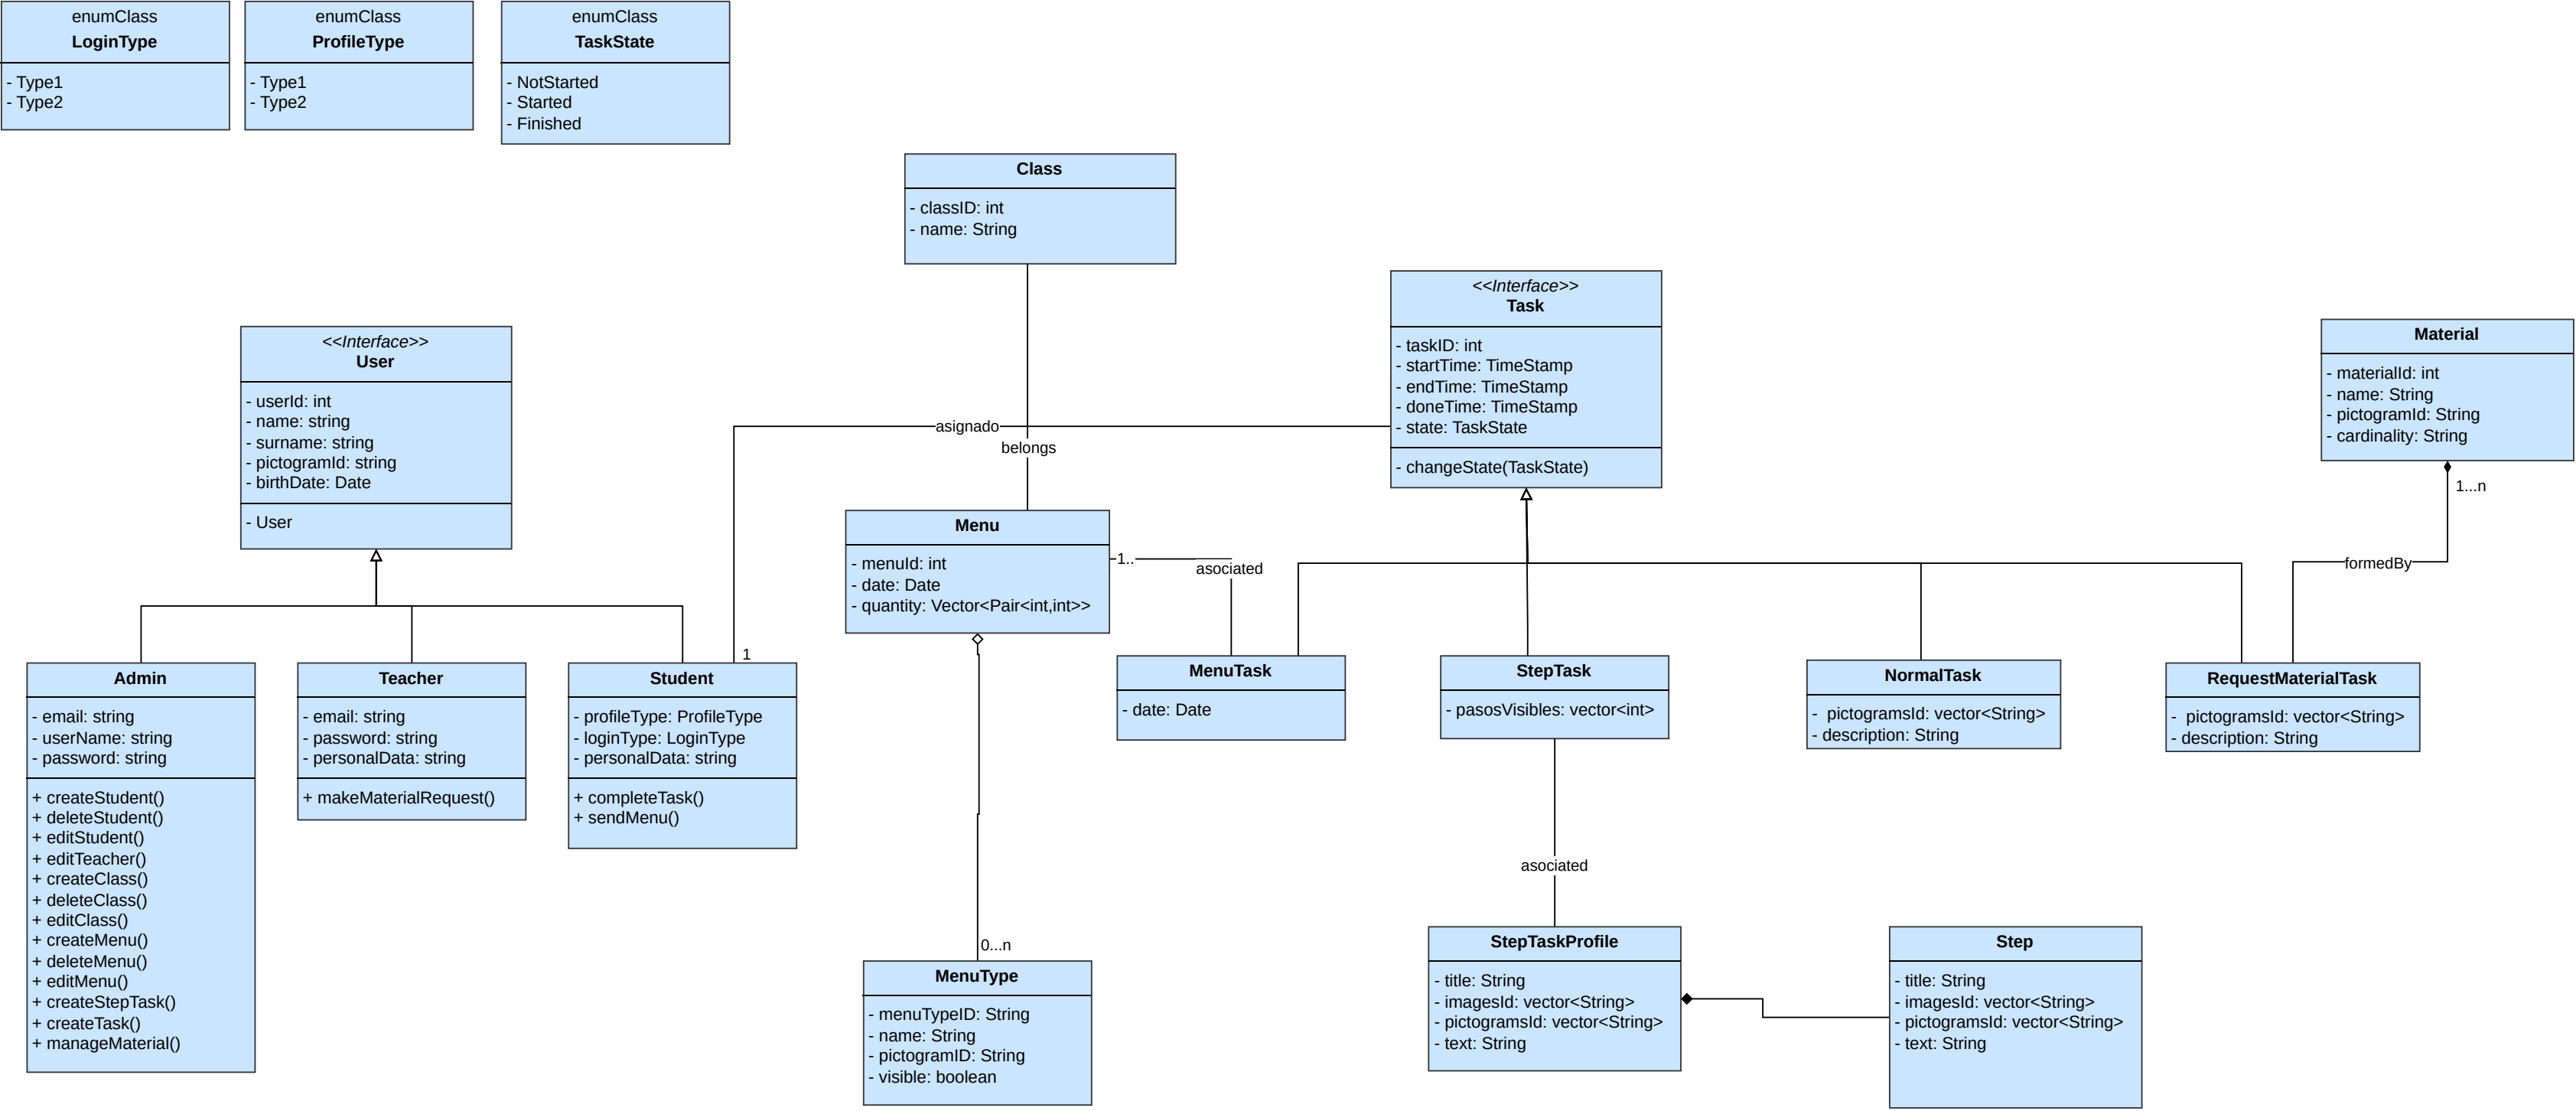 enumClass
LoginType
- Type1
- Type2
enumClass
ProfileType
- Type1
- Type2
enumClass
TaskState
- NotStarted
- Started
- Finished
Class
- classID: int
- name: String
<<Interface>>
Task
- taskID: int
- startTime: TimeStamp
- endTime: TimeStamp
- doneTime: TimeStamp
- state: TaskState
- changeState(TaskState)
Material
- materialId: int
- name: String
- pictogramId: String
- cardinality: String
<<Interface>>
User
- userId: int
- name: string
- surname: string
- pictogramId: string
- birthDate: Date
- User
asignado
belongs
1...n
Menu
- menuId: int
- date: Date
- quantity: Vector<Pair<int,int>>
1..
asociated
formedBy
1
Admin
- email: string
- userName: string
- password: string
+ createStudent()
+ deleteStudent()
+ editStudent()
+ editTeacher()
+ createClass()
+ deleteClass()
+ editClass()
+ createMenu()
+ deleteMenu()
+ editMenu()
+ createStepTask()
+ createTask()
+ manageMaterial()
Teacher
- email: string
- password: string
- personalData: string
+ makeMaterialRequest()
Student
- profileType: ProfileType
- loginType: LoginType
- personalData: string
+ completeTask()
+ sendMenu()
MenuTask
- date: Date
StepTask
- pasosVisibles: vector<int>
NormalTask
- pictogramsId: vector<String>
- description: String
RequestMaterialTask
- pictogramsId: vector<String>
- description: String
asociated
0...n
MenuType
- menuTypeID: String
- name: String
- pictogramID: String
- visible: boolean
StepTaskProfile
- title: String
- imagesId: vector<String>
- pictogramsId: vector<String>
- text: String
Step
- title: String
- imagesId: vector<String>
- pictogramsId: vector<String>
- text: String